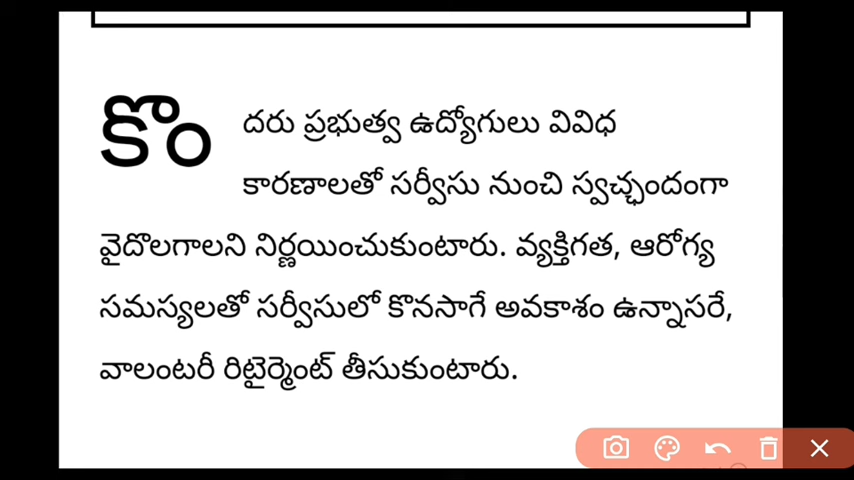 కొందరు ప్రభుత్వ ఉద్యోగులు వివిధ
కారణాలతో సర్వీసు నుంచి స్వచ్ఛందంగా
వైదొలగాలని నిర్ణయించుకుంటారు. వ్యక్తిగత, ఆరోగ్య
సమస్యలతో సర్వీసులో కొనసాగే అవకాశం ఉన్నాసరే,
వాలంటరీ రిటైర్మెంట్ తీసుకుంటారు.